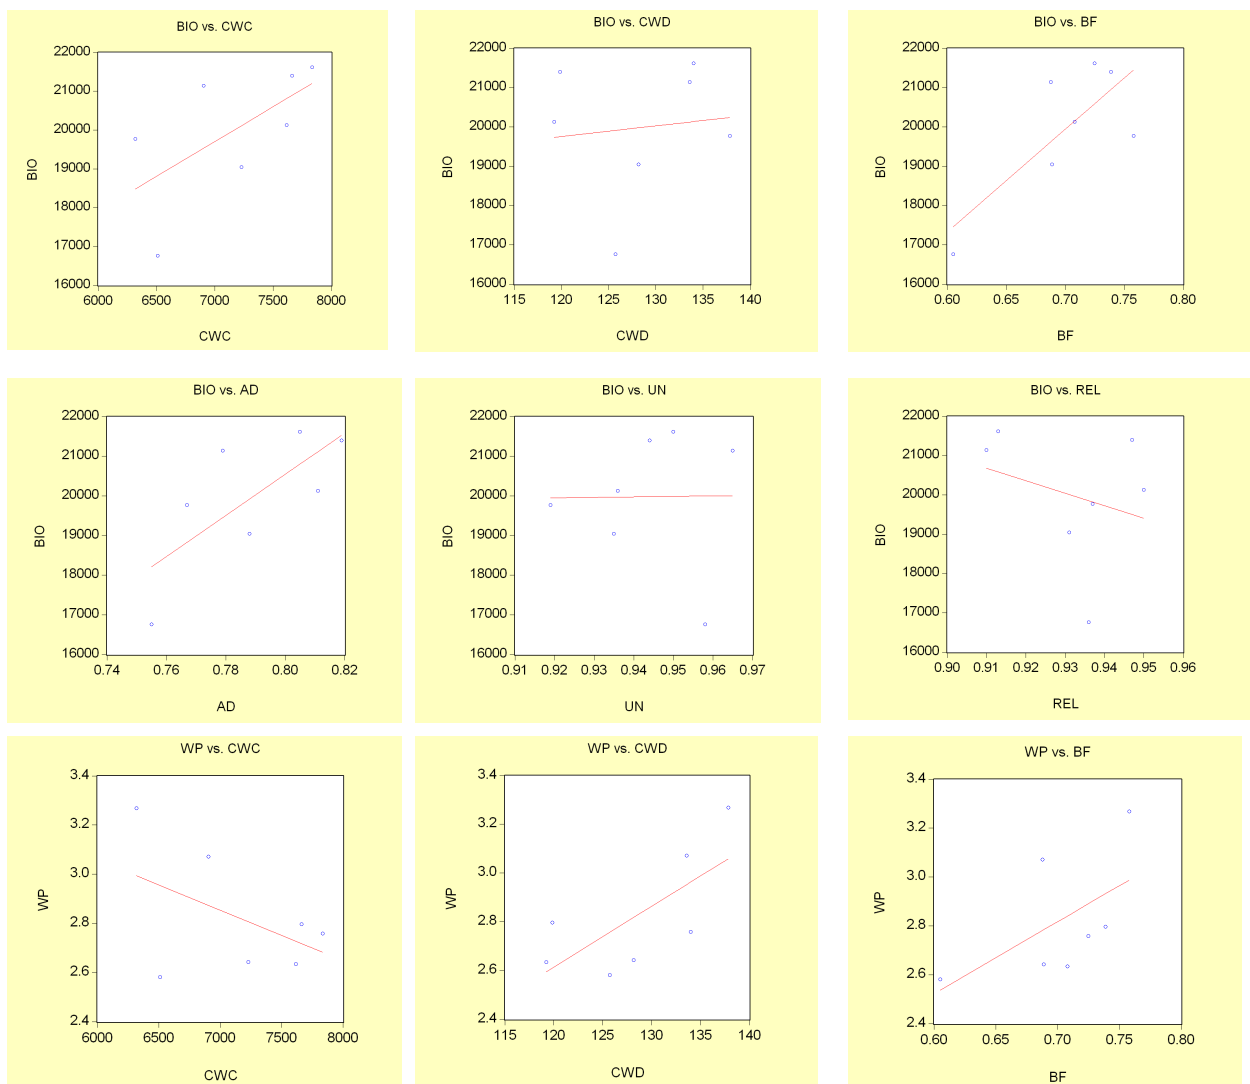 BIO vs. CWC
22000
21000
20000
19000
18000
17000
16000
BIO
6000 6500 7000 7500 8000
CWC
BIO vs. CWD
22000
21000
20000
19000
18000
17000
16000
BIO
115 120 125 130 135 140
CWD
BIO vs. BF
22000
21000
20000
19000
18000
17000
16000
BIO
0.60 0.65 0.70 0.75 0.80
BF
BIO vs. AD
22000
21000
20000
19000
18000
17000
16000
BIO
0.74 0.76 0.78 0.80 0.82
AD
BIO vs. UN
22000
21000
20000
19000
18000
17000
16000
BIO
0.91 0.92 0.93 0.94 0.95 0.96 0.97
UN
BIO vs. REL
22000
21000
20000
19000
18000
17000
16000
BIO
0.90 0.91 0.92 0.93 0.94 0.95 0.96
REL
WP vs. CWC
3.4
3.2
3.0
2.8
2.6
2.4
WP
6000 6500 7000 7500 8000
CWC
WP vs. CWD
3.4
3.2
3.0
2.8
2.6
2.4
WP
115 120 125 130 135 140
CWD
WP vs. BF
3.4
3.2
3.0
2.8
2.6
2.4
WP
0.60 0.65 0.70 0.75 0.80
BF